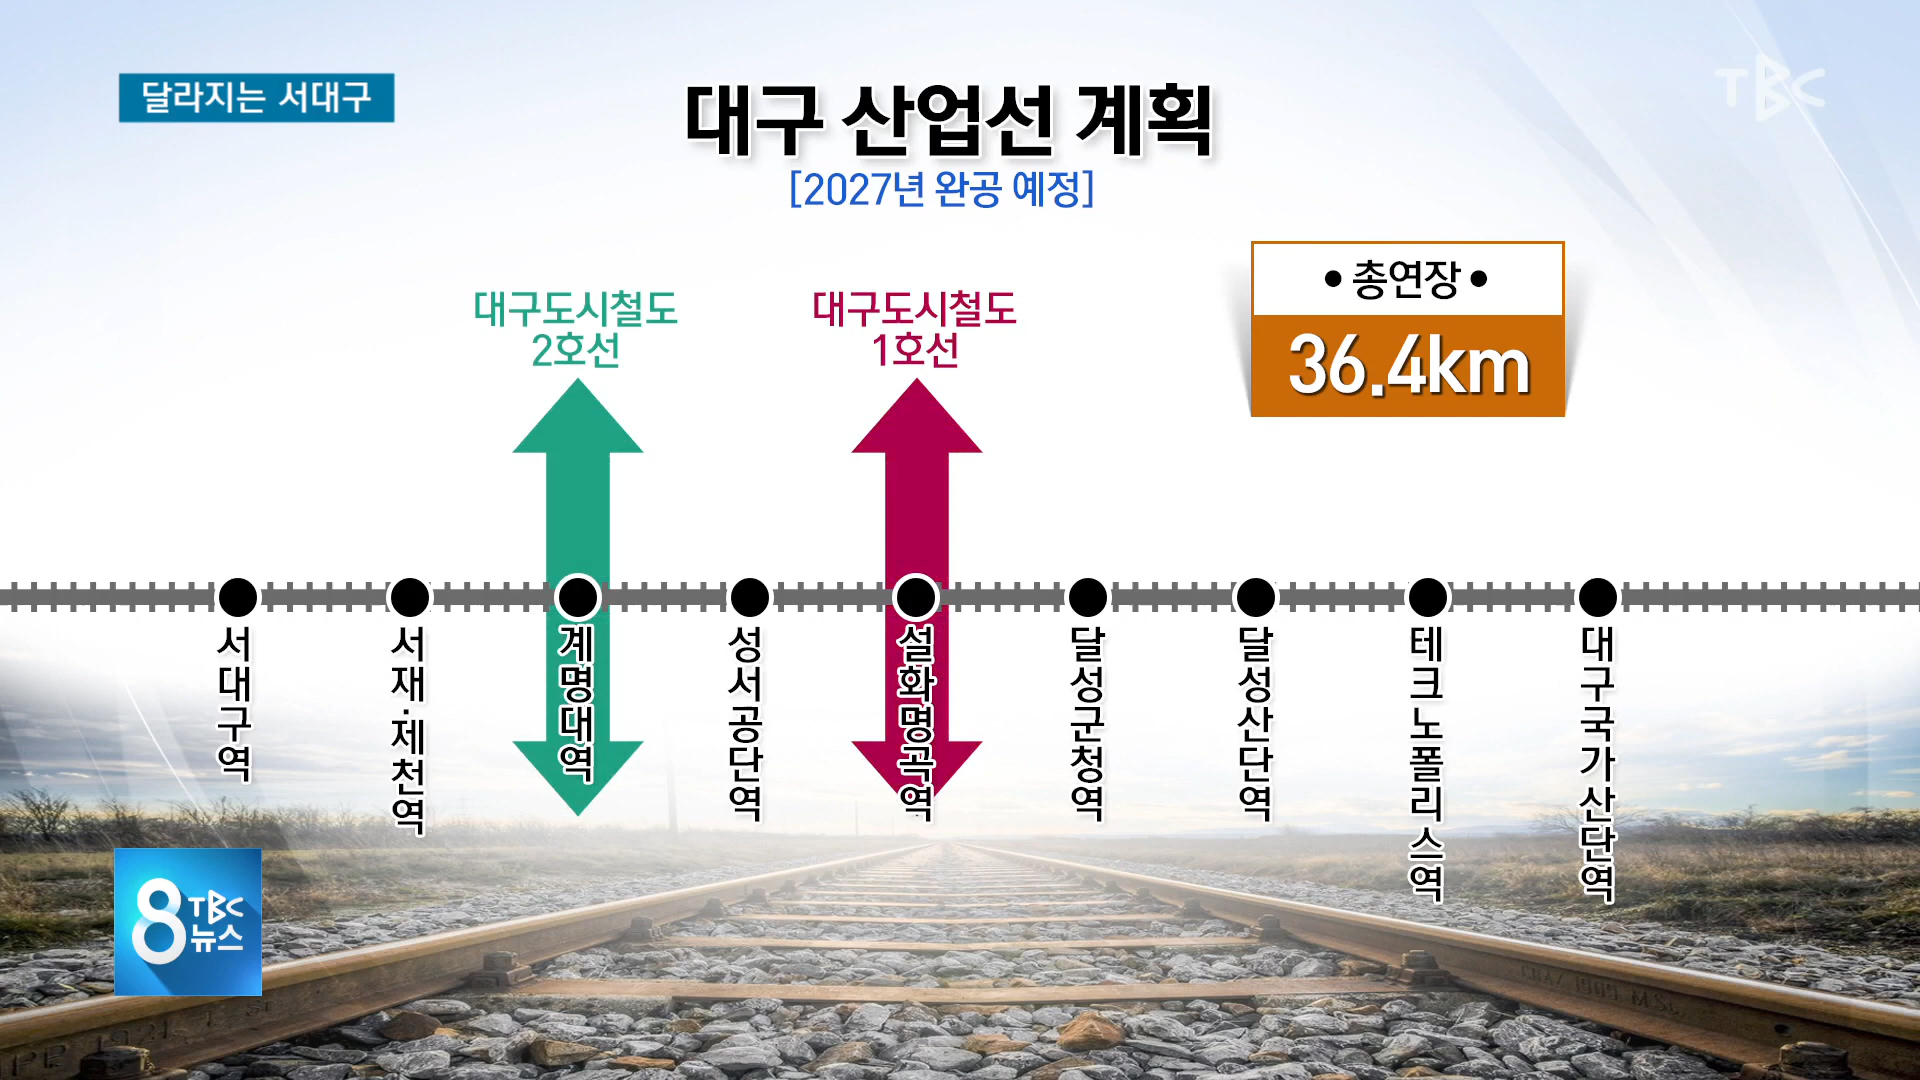 달라지는 서대구
TBC
대구 산업선 계획
[2027년 완공 예정]
• 총연장 •
36.4km
대구도시철도
2호선
대구도시철도
1호선
서대구역
서재·제천역
계명대역
성서공단역
설화명곡역
달성군청역
달성산단역
테크노폴리스역
대구국가산단역
8 TBC
뉴스